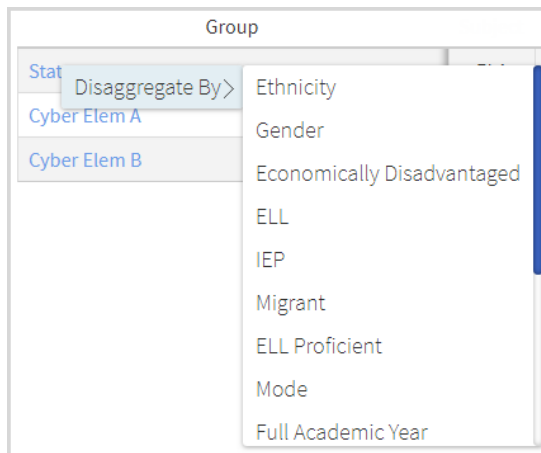 Group
Stat
Disaggregate By>
Ethnicity
Cyber Elem A
Gender
Cyber Elem B
Economically Disadvantaged
ELL
IEP
Migrant
ELL Proficient
Mode
Full Academic Year